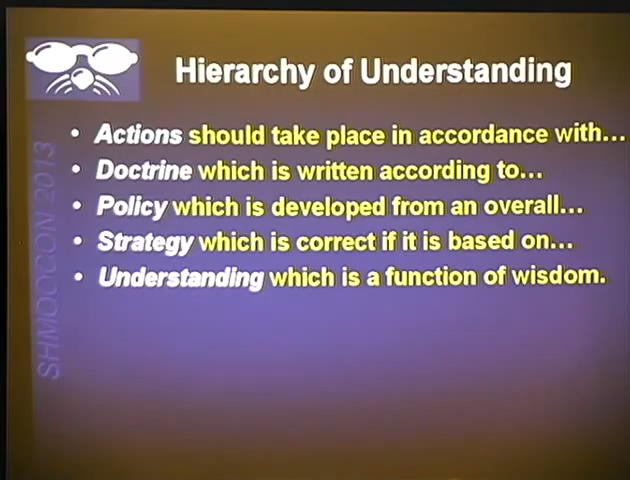 Hierarchy of Understanding
• Actions should take place in accordance with...
• Doctrine which is written according to...
• Policy which is developed from an overall...
• Strategy which is correct if it is based on...
• Understanding which is a function of wisdom.
SHMOOCON 2013